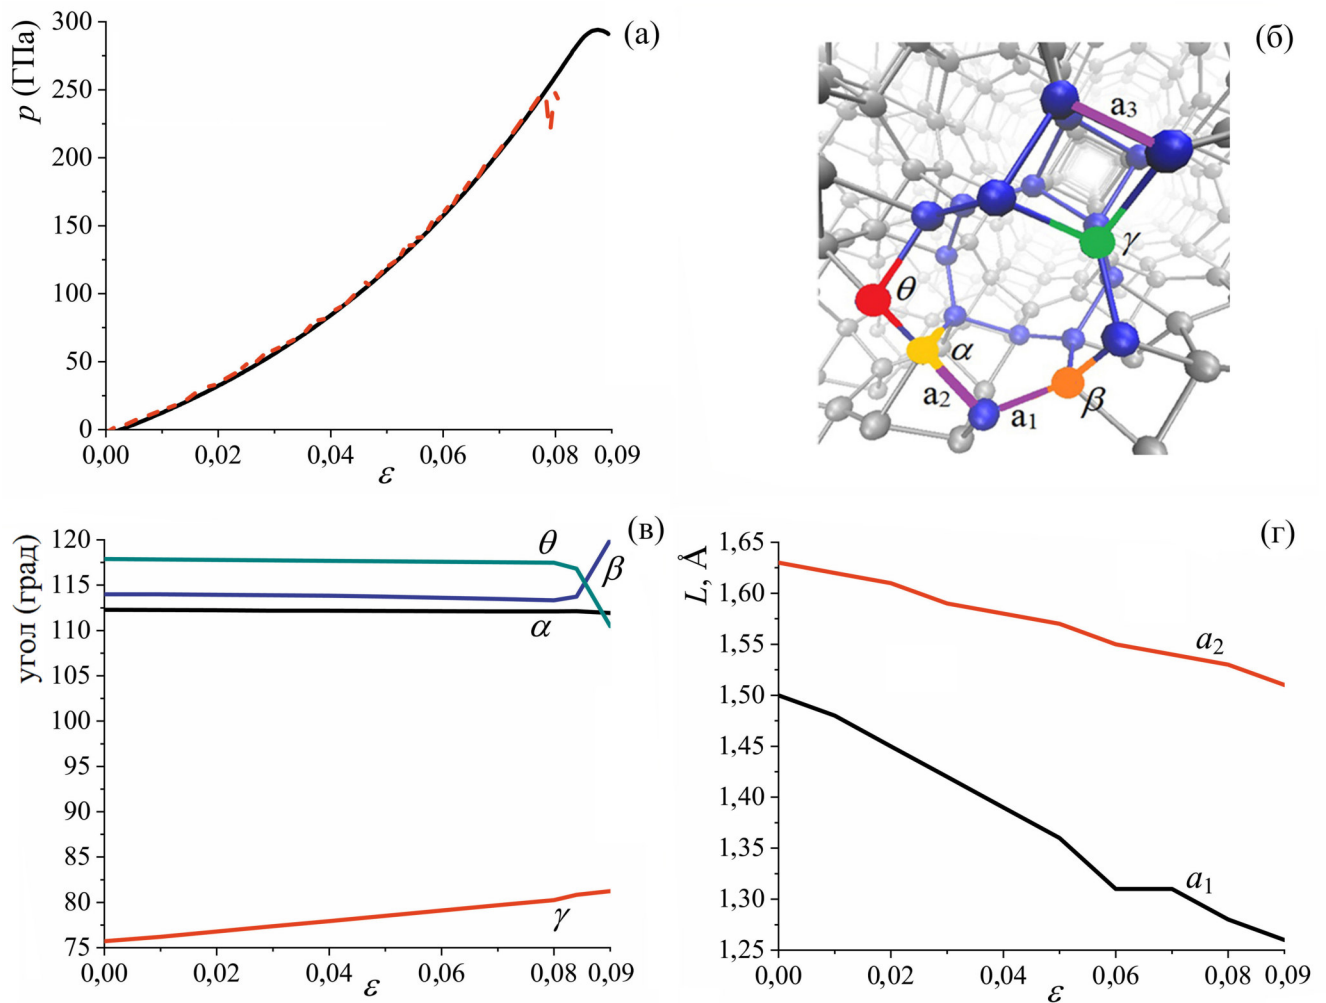 (а)
p (ГПа)
300
250
200
150
100
50
0
0,00 0,02 0,04 0,06 0,08 0,09
ε
(б)
a3
γ
θ
α
a2
a1
β
(в)
угол (град)
120
115
110
105
100
95
90
85
80
75
θ
β
α
γ
0,00 0,02 0,04 0,06 0,08 0,09
ε
(г)
L, Å
1,65
1,60
1,55
1,50
1,45
1,40
1,35
1,30
1,25
a2
a1
0,00 0,02 0,04 0,06 0,08 0,09
ε